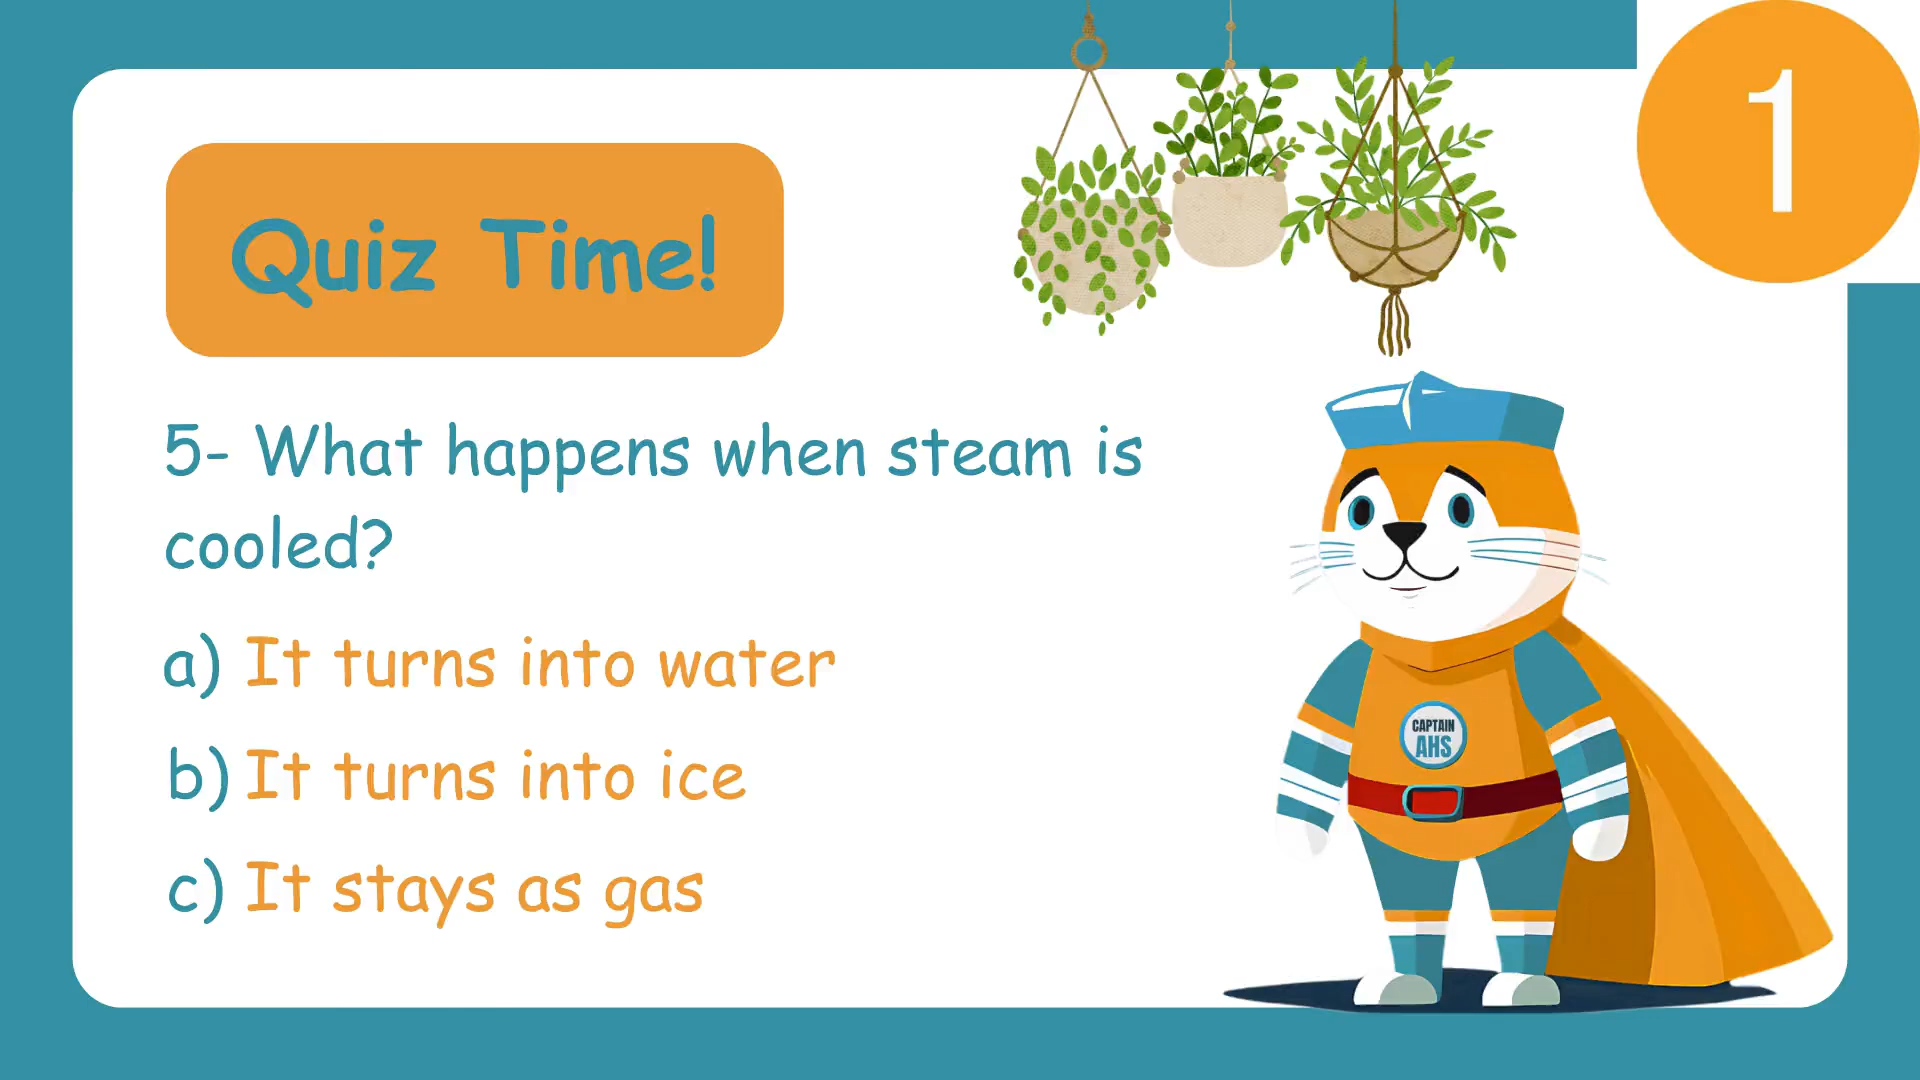 1
Quiz Time!
5- What happens when steam is
cooled?
a) It turns into water
b) It turns into ice
c) It stays as gas
CAPTAIN
AHS